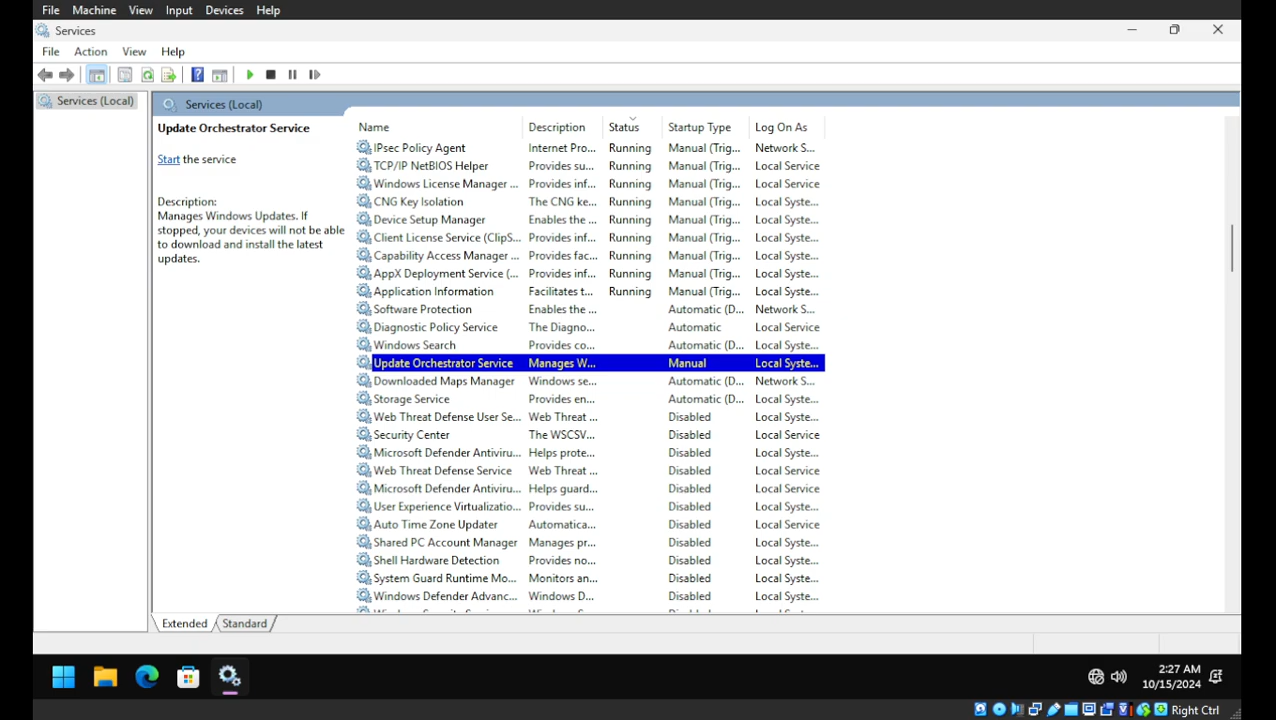 File Machine View Input Devices Help
Services
File Action View Help
Services (Local)
Services (Local)
Update Orchestrator Service
Start the service
Description:
Manages Windows Updates. If
stopped, your devices will not be able
to download and install the latest
updates.
Name Description Status Startup Type Log On As
IPsec Policy Agent Internet Pro... Running Manual (Trig... Network S...
TCP/IP NetBIOS Helper Provides su... Running Manual (Trig... Local Service
Windows License Manager ... Provides inf... Running Manual (Trig... Local Service
CNG Key Isolation The CNG ke... Running Manual (Trig... Local Syste...
Device Setup Manager Enables the ... Running Manual (Trig... Local Syste...
Client License Service (ClipS... Provides inf... Running Manual (Trig... Local Syste...
Capability Access Manager ... Provides fac... Running Manual (Trig... Local Syste...
AppX Deployment Service (... Provides inf... Running Manual (Trig... Local Syste...
Application Information Facilitates t... Running Manual (Trig... Local Syste...
Software Protection Enables the ... Automatic (D... Network S...
Diagnostic Policy Service The Diagno... Automatic Local Service
Windows Search Provides co... Automatic (D... Local Syste...
Update Orchestrator Service Manages W... Manual Local Syste...
Downloaded Maps Manager Windows se... Automatic (D... Network S...
Storage Service Provides en... Automatic (D... Local Syste...
Web Threat Defense User Se... Web Threat ... Disabled Local Syste...
Security Center The WSCSV... Disabled Local Service
Microsoft Defender Antiviru... Helps prote... Disabled Local Syste...
Web Threat Defense Service Web Threat ... Disabled Local Service
Microsoft Defender Antiviru... Helps guard... Disabled Local Service
User Experience Virtualizatio... Provides su... Disabled Local Syste...
Auto Time Zone Updater Automatica... Disabled Local Service
Shared PC Account Manager Manages pr... Disabled Local Syste...
Shell Hardware Detection Provides no... Disabled Local Syste...
System Guard Runtime Mo... Monitors an... Disabled Local Syste...
Windows Defender Advanc... Windows D... Disabled Local Syste...
Extended Standard
2:27 AM
10/15/2024
Right Ctrl